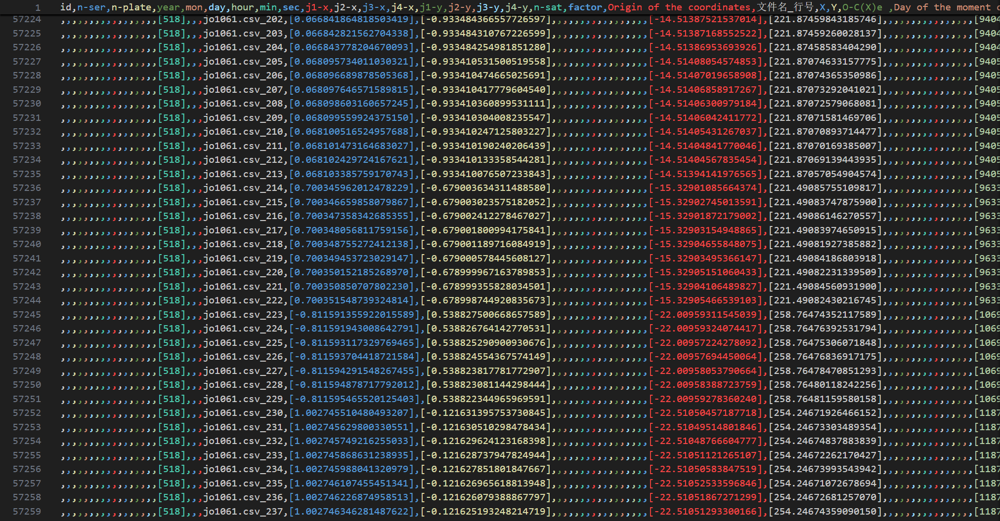 1 id,n-ser,n-plate,year,mon,day,hour,min,sec,j1-x,j2-x,j3-x,j4-x,j1-y,j2-y,j3-y,j4-y,n-sat,factor,Origin of the coordinates,文件名_行号,X,Y,O-C(X)e ,Day of the moment
57224 ,,,,,,,,,,,,,,,,,[518],,,jo1061.csv_202,[0.066841864818503419],[-0.933484366557726597],,,,,,,,,,,,,,,,,[-14.51387521537014],[221.87459843185746],,,,,,,,,,,,,,,,[9404
57225 ,,,,,,,,,,,,,,,,,[518],,,jo1061.csv_203,[0.066842821562704338],[-0.933484310767226599],,,,,,,,,,,,,,,,,[-14.51387168552522],[221.87459260028137],,,,,,,,,,,,,,,,[9404
57226 ,,,,,,,,,,,,,,,,,[518],,,jo1061.csv_204,[0.066843778204670093],[-0.933484254981851280],,,,,,,,,,,,,,,,,[-14.51386953693926],[221.87458583404290],,,,,,,,,,,,,,,,[9404
57227 ,,,,,,,,,,,,,,,,,[518],,,jo1061.csv_205,[0.068095734011030321],[-0.933410531500519558],,,,,,,,,,,,,,,,,[-14.51408054574853],[221.87074633157775],,,,,,,,,,,,,,,,[9405
57228 ,,,,,,,,,,,,,,,,,[518],,,jo1061.csv_206,[0.068096689878505368],[-0.933410474665025691],,,,,,,,,,,,,,,,,[-14.51407019658908],[221.87074365350986],,,,,,,,,,,,,,,,[9405
57229 ,,,,,,,,,,,,,,,,,[518],,,jo1061.csv_207,[0.068097646571589815],[-0.933410417779604540],,,,,,,,,,,,,,,,,[-14.51406858917267],[221.87073292041021],,,,,,,,,,,,,,,,[9405
57230 ,,,,,,,,,,,,,,,,,[518],,,jo1061.csv_208,[0.068098603160657245],[-0.933410360899531111],,,,,,,,,,,,,,,,,[-14.51406300979184],[221.87072579068081],,,,,,,,,,,,,,,,[9405
57231 ,,,,,,,,,,,,,,,,,[518],,,jo1061.csv_209,[0.068099559924375150],[-0.933410304008235547],,,,,,,,,,,,,,,,,[-14.51406042411772],[221.87071581469706],,,,,,,,,,,,,,,,[9405
57232 ,,,,,,,,,,,,,,,,,[518],,,jo1061.csv_210,[0.068100516524957688],[-0.933410247125803227],,,,,,,,,,,,,,,,,[-14.51405431267037],[221.87070893714477],,,,,,,,,,,,,,,,[9405
57233 ,,,,,,,,,,,,,,,,,[518],,,jo1061.csv_211,[0.068101473164683027],[-0.933410190240206439],,,,,,,,,,,,,,,,,[-14.51404841770046],[221.87070169385007],,,,,,,,,,,,,,,,[9405
57234 ,,,,,,,,,,,,,,,,,[518],,,jo1061.csv_212,[0.068102429724167621],[-0.933410133358544281],,,,,,,,,,,,,,,,,[-14.51404567835454],[221.87069139443935],,,,,,,,,,,,,,,,[9405
57235 ,,,,,,,,,,,,,,,,,[518],,,jo1061.csv_213,[0.068103385759170743],[-0.933410076507233843],,,,,,,,,,,,,,,,,[-14.51394141976565],[221.87057054904574],,,,,,,,,,,,,,,,[9405
57236 ,,,,,,,,,,,,,,,,,[518],,,jo1061.csv_214,[0.700345962012478229],[-0.679003634311488580],,,,,,,,,,,,,,,,,[-15.32901085664374],[221.49085755109817],,,,,,,,,,,,,,,,[9633
57237 ,,,,,,,,,,,,,,,,,[518],,,jo1061.csv_215,[0.700346659858079867],[-0.679003023575182052],,,,,,,,,,,,,,,,,[-15.32902745013591],[221.49083747875900],,,,,,,,,,,,,,,,[9633
57238 ,,,,,,,,,,,,,,,,,[518],,,jo1061.csv_216,[0.700347358342685355],[-0.679002412278467027],,,,,,,,,,,,,,,,,[-15.32901872179002],[221.49086146270557],,,,,,,,,,,,,,,,[9633
57239 ,,,,,,,,,,,,,,,,,[518],,,jo1061.csv_217,[0.700348056811759156],[-0.679001800994175841],,,,,,,,,,,,,,,,,[-15.32903154948865],[221.49083974650915],,,,,,,,,,,,,,,,[9633
57240 ,,,,,,,,,,,,,,,,,[518],,,jo1061.csv_218,[0.700348755272412138],[-0.679001189716084919],,,,,,,,,,,,,,,,,[-15.32904655848075],[221.49081927385882],,,,,,,,,,,,,,,,[9633
57241 ,,,,,,,,,,,,,,,,,[518],,,jo1061.csv_219,[0.700349453723029147],[-0.679000578445608127],,,,,,,,,,,,,,,,,[-15.32903495366147],[221.49084186803918],,,,,,,,,,,,,,,,[9633
57242 ,,,,,,,,,,,,,,,,,[518],,,jo1061.csv_220,[0.700350152185268970],[-0.678999967163789853],,,,,,,,,,,,,,,,,[-15.32905151060433],[221.49082231339509],,,,,,,,,,,,,,,,[9633
57243 ,,,,,,,,,,,,,,,,,[518],,,jo1061.csv_221,[0.700350850707802230],[-0.678999355828034501],,,,,,,,,,,,,,,,,[-15.32904106489827],[221.49084560931900],,,,,,,,,,,,,,,,[9633
57244 ,,,,,,,,,,,,,,,,,[518],,,jo1061.csv_222,[0.700351548739324814],[-0.678998744920835673],,,,,,,,,,,,,,,,,[-15.32905466539103],[221.49082430216745],,,,,,,,,,,,,,,,[9633
57245 ,,,,,,,,,,,,,,,,,[518],,,jo1061.csv_223,[-0.811591355922015589],[0.538827500668657589],,,,,,,,,,,,,,,,,[-22.00959311545039],[258.76474352117589],,,,,,,,,,,,,,,,[1069
57246 ,,,,,,,,,,,,,,,,,[518],,,jo1061.csv_224,[-0.811591943008642791],[0.538826764142770531],,,,,,,,,,,,,,,,,[-22.00959324074417],[258.76476392531794],,,,,,,,,,,,,,,,[1069
57247 ,,,,,,,,,,,,,,,,,[518],,,jo1061.csv_225,[-0.811593117329769465],[0.538825290900930676],,,,,,,,,,,,,,,,,[-22.00957224278092],[258.76475306071848],,,,,,,,,,,,,,,,[1069
57248 ,,,,,,,,,,,,,,,,,[518],,,jo1061.csv_226,[-0.811593704418721584],[0.538824554367574149],,,,,,,,,,,,,,,,,[-22.00957694450064],[258.76476836917175],,,,,,,,,,,,,,,,[1069
57249 ,,,,,,,,,,,,,,,,,[518],,,jo1061.csv_227,[-0.811594291548267455],[0.538823817781772907],,,,,,,,,,,,,,,,,[-22.00958053790664],[258.76478470851293],,,,,,,,,,,,,,,,[1069
57250 ,,,,,,,,,,,,,,,,,[518],,,jo1061.csv_228,[-0.811594878717792012],[0.538823081144298444],,,,,,,,,,,,,,,,,[-22.00958388723759],[258.76480118242256],,,,,,,,,,,,,,,,[1069
57251 ,,,,,,,,,,,,,,,,,[518],,,jo1061.csv_229,[-0.811595465520125403],[0.538822344965969591],,,,,,,,,,,,,,,,,[-22.00959278360240],[258.76481159580158],,,,,,,,,,,,,,,,[1069
57252 ,,,,,,,,,,,,,,,,,[518],,,jo1061.csv_230,[1.002745510480493207],[-0.121631395753730845],,,,,,,,,,,,,,,,,[-22.51050457187718],[254.24671926466152],,,,,,,,,,,,,,,,[1187
57253 ,,,,,,,,,,,,,,,,,[518],,,jo1061.csv_231,[1.002745629800330551],[-0.121630510298478434],,,,,,,,,,,,,,,,,[-22.51049514801846],[254.24673303489354],,,,,,,,,,,,,,,,[1187
57254 ,,,,,,,,,,,,,,,,,[518],,,jo1061.csv_232,[1.002745749216255033],[-0.121629624123168398],,,,,,,,,,,,,,,,,[-22.51048766604777],[254.24674837883839],,,,,,,,,,,,,,,,[1187
57255 ,,,,,,,,,,,,,,,,,[518],,,jo1061.csv_233,[1.002745868631238935],[-0.121628737947824944],,,,,,,,,,,,,,,,,[-22.51051121265107],[254.24672262170427],,,,,,,,,,,,,,,,[1187
57256 ,,,,,,,,,,,,,,,,,[518],,,jo1061.csv_234,[1.002745988041320979],[-0.121627851801847667],,,,,,,,,,,,,,,,,[-22.51050583847519],[254.24673993543942],,,,,,,,,,,,,,,,[1187
57257 ,,,,,,,,,,,,,,,,,[518],,,jo1061.csv_235,[1.002746107455451341],[-0.121626965618813948],,,,,,,,,,,,,,,,,[-22.51052533596846],[254.24671072678694],,,,,,,,,,,,,,,,[1187
57258 ,,,,,,,,,,,,,,,,,[518],,,jo1061.csv_236,[1.002746226874958513],[-0.121626079388867797],,,,,,,,,,,,,,,,,[-22.51051867271299],[254.24672681257070],,,,,,,,,,,,,,,,[1187
57259 ,,,,,,,,,,,,,,,,,[518],,,jo1061.csv_237,[1.002746346281487622],[-0.121625193248214719],,,,,,,,,,,,,,,,,[-22.51051293300166],[254.24674359090150],,,,,,,,,,,,,,,,[1187